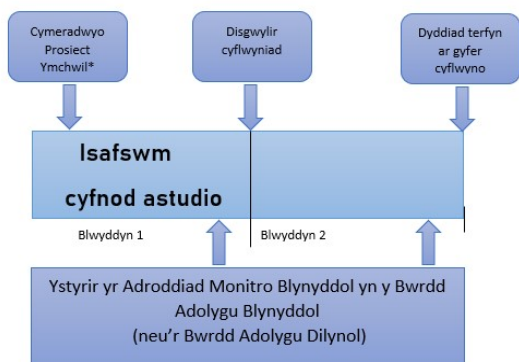 Cymeradwyo
Prosiect
Ymchwil*
Disgwylir
cyflwyniad
Dyddiad terfyn
ar gyfer
cyflwyno
Isafswm
cyfnod astudio
Blwyddyn 1
Blwyddyn 2
Ystyrir yr Adroddiad Monitro Blynyddol yn y Bwrdd
Adolygu Blynyddol
(neu'r Bwrdd Adolygu Dilynol)